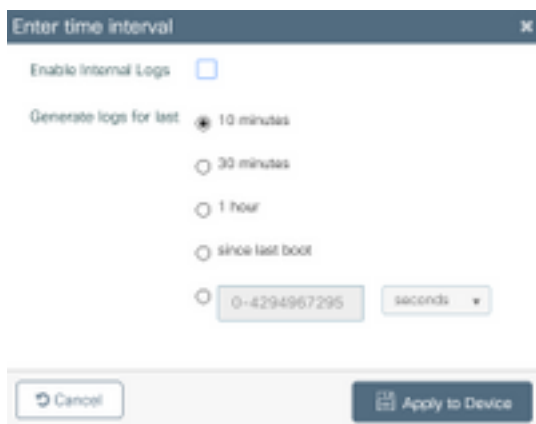 Enter time interval ×
Enable Internal Logs
Generate logs for last 10 minutes
30 minutes
1 hour
since last boot
0-4294967295 seconds
Cancel Apply to Device